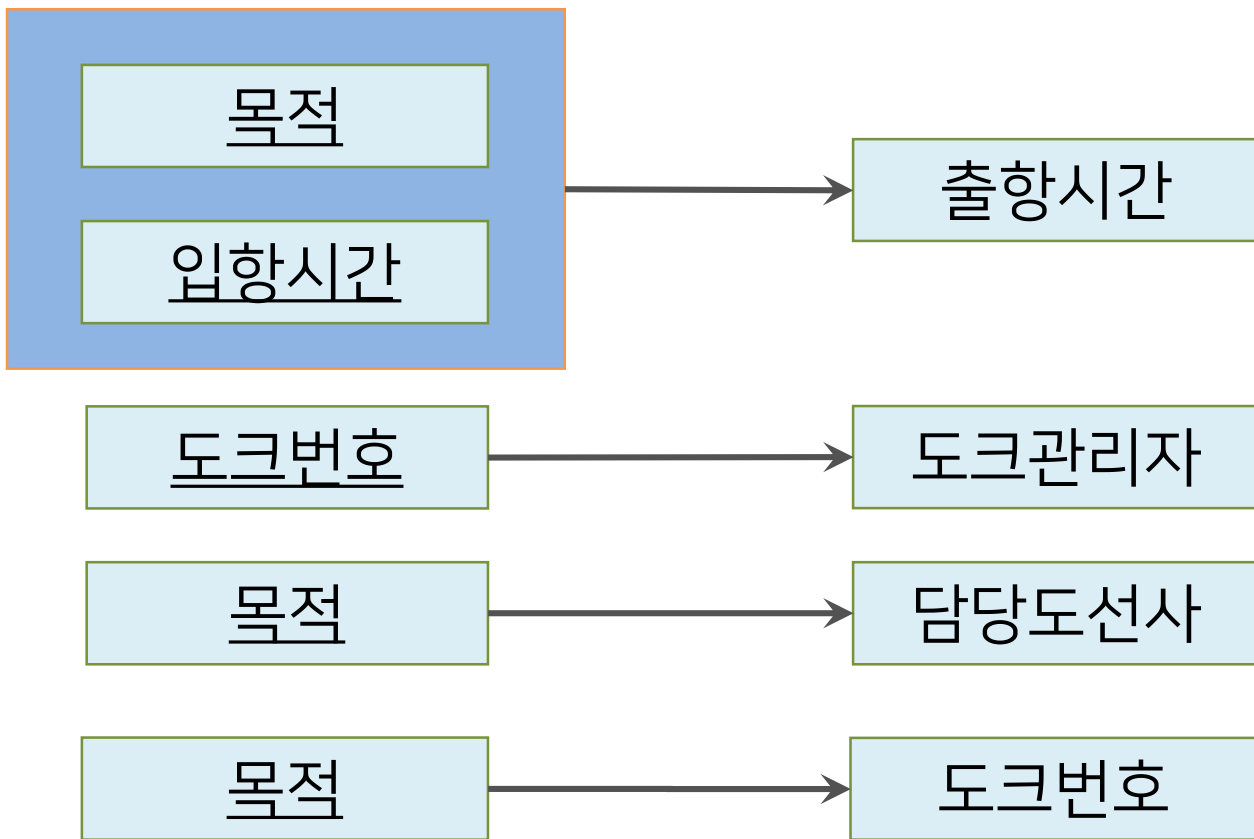 목적
입항시간
출항시간
도크번호
도크관리자
목적
담당도선사
목적
도크번호